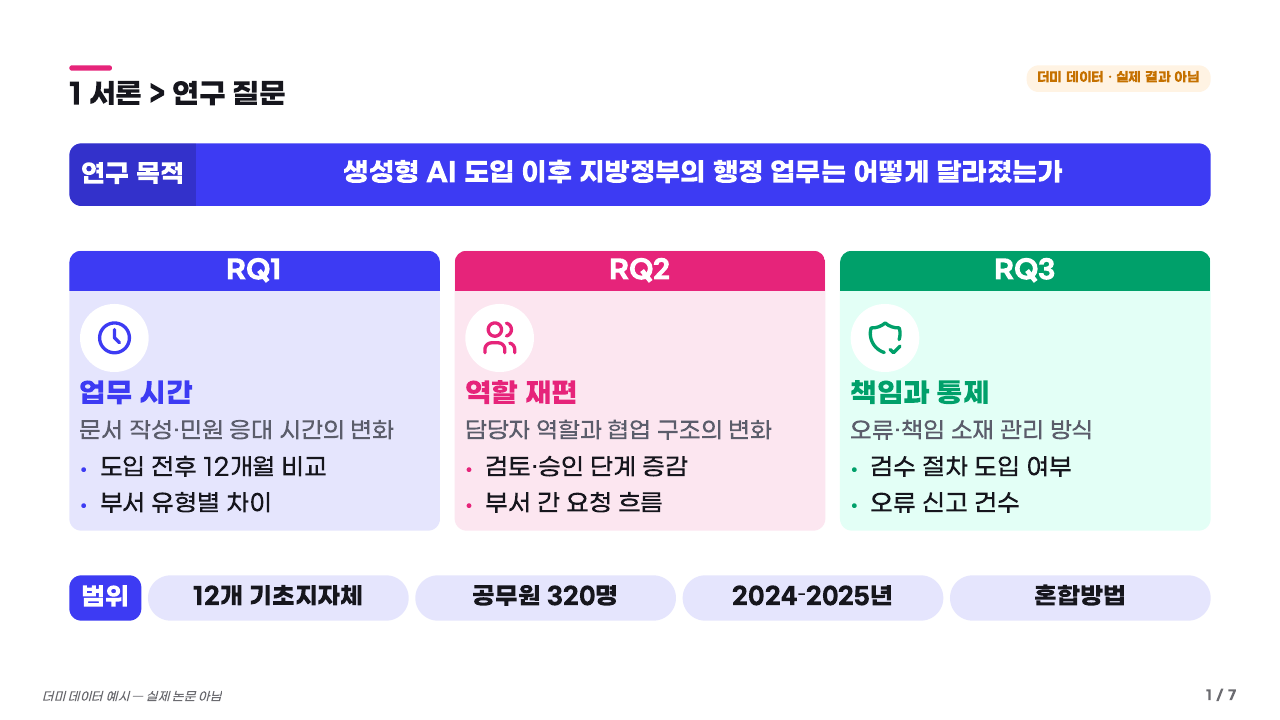 1 서론 > 연구 질문
더미 데이터 · 실제 결과 아님
연구 목적
생성형 AI 도입 이후 지방정부의 행정 업무는 어떻게 달라졌는가
RQ1
업무 시간
문서 작성·민원 응대 시간의 변화
• 도입 전후 12개월 비교
• 부서 유형별 차이
RQ2
역할 재편
담당자 역할과 협업 구조의 변화
• 검토·승인 단계 증감
• 부서 간 요청 흐름
RQ3
책임과 통제
오류·책임 소재 관리 방식
• 검수 절차 도입 여부
• 오류 신고 건수
범위
12개 기초지자체
공무원 320명
2024-2025년
혼합방법
더미 데이터 예시 — 실제 논문 아님
1 / 7